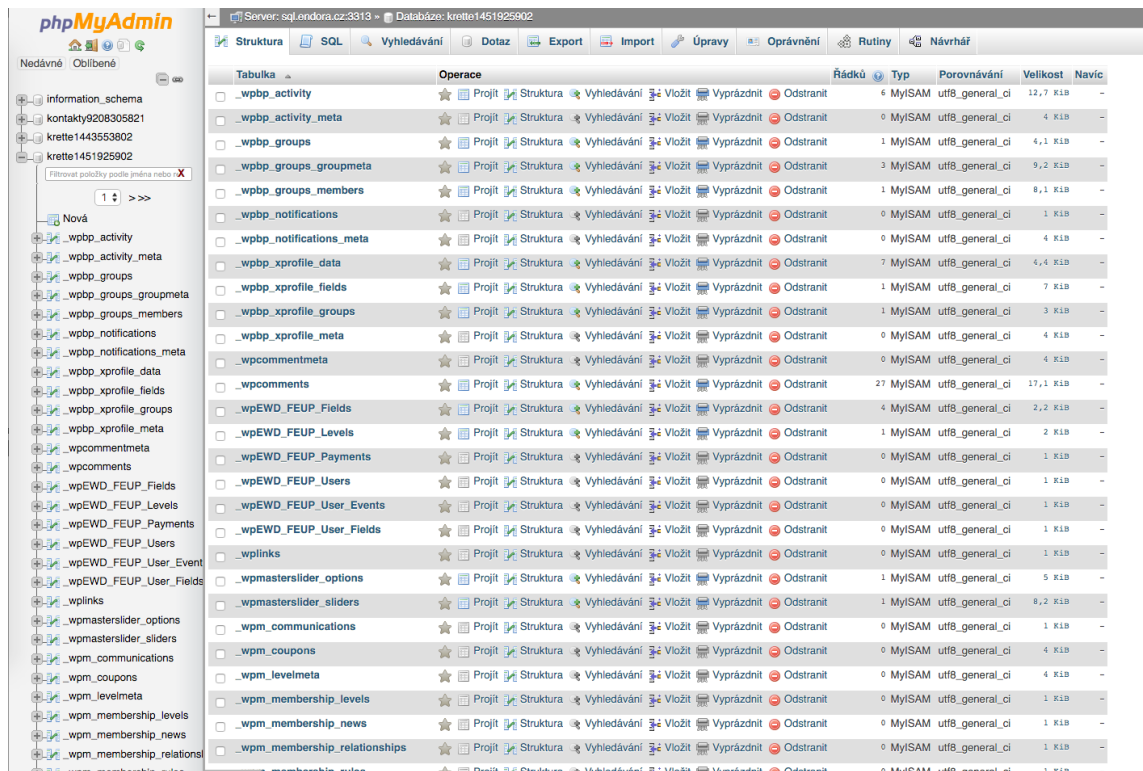 phpMyAdmin
Nedávné Oblíbené
information_schema
kontakty9208305821
krette1443553802
krette1451925902
Filtrovat položky podle jména nebo r X
1 > >>
Nová
_wpbp_activity
_wpbp_activity_meta
_wpbp_groups
_wpbp_groups_groupmeta
_wpbp_groups_members
_wpbp_notifications
_wpbp_notifications_meta
_wpbp_xprofile_data
_wpbp_xprofile_fields
_wpbp_xprofile_groups
_wpbp_xprofile_meta
_wpcommentmeta
_wpcomments
_wpEWD_FEUP_Fields
_wpEWD_FEUP_Levels
_wpEWD_FEUP_Payments
_wpEWD_FEUP_Users
_wpEWD_FEUP_User_Event
_wpEWD_FEUP_User_Fields
_wplinks
_wpmasterslider_options
_wpmasterslider_sliders
_wpm_communications
_wpm_coupons
_wpm_levelmeta
_wpm_membership_levels
_wpm_membership_news
_wpm_membership_relationsl
← Server: sql.endora.cz:3313 » Databáze: krette1451925902
Struktura SQL Vyhledávání Dotaz Export Import Úpravy Oprávnění Rutiny Návrhář
Tabulka Operace Řádků Typ Porovnávání Velikost Navíc
_wpbp_activity Projít Struktura Vyhledávání Vložit Vyprázdnit Odstranit 6 MyISAM utf8_general_ci 12,7 KiB -
_wpbp_activity_meta Projít Struktura Vyhledávání Vložit Vyprázdnit Odstranit 0 MyISAM utf8_general_ci 4 KiB -
_wpbp_groups Projít Struktura Vyhledávání Vložit Vyprázdnit Odstranit 1 MyISAM utf8_general_ci 4,1 KiB -
_wpbp_groups_groupmeta Projít Struktura Vyhledávání Vložit Vyprázdnit Odstranit 3 MyISAM utf8_general_ci 9,2 KiB -
_wpbp_groups_members Projít Struktura Vyhledávání Vložit Vyprázdnit Odstranit 1 MyISAM utf8_general_ci 8,1 KiB -
_wpbp_notifications Projít Struktura Vyhledávání Vložit Vyprázdnit Odstranit 0 MyISAM utf8_general_ci 1 KiB -
_wpbp_notifications_meta Projít Struktura Vyhledávání Vložit Vyprázdnit Odstranit 0 MyISAM utf8_general_ci 4 KiB -
_wpbp_xprofile_data Projít Struktura Vyhledávání Vložit Vyprázdnit Odstranit 7 MyISAM utf8_general_ci 4,4 KiB -
_wpbp_xprofile_fields Projít Struktura Vyhledávání Vložit Vyprázdnit Odstranit 1 MyISAM utf8_general_ci 7 KiB -
_wpbp_xprofile_groups Projít Struktura Vyhledávání Vložit Vyprázdnit Odstranit 1 MyISAM utf8_general_ci 3 KiB -
_wpbp_xprofile_meta Projít Struktura Vyhledávání Vložit Vyprázdnit Odstranit 0 MyISAM utf8_general_ci 4 KiB -
_wpcommentmeta Projít Struktura Vyhledávání Vložit Vyprázdnit Odstranit 0 MyISAM utf8_general_ci 4 KiB -
_wpcomments Projít Struktura Vyhledávání Vložit Vyprázdnit Odstranit 27 MyISAM utf8_general_ci 17,1 KiB -
_wpEWD_FEUP_Fields Projít Struktura Vyhledávání Vložit Vyprázdnit Odstranit 4 MyISAM utf8_general_ci 2,2 KiB -
_wpEWD_FEUP_Levels Projít Struktura Vyhledávání Vložit Vyprázdnit Odstranit 1 MyISAM utf8_general_ci 2 KiB -
_wpEWD_FEUP_Payments Projít Struktura Vyhledávání Vložit Vyprázdnit Odstranit 0 MyISAM utf8_general_ci 1 KiB -
_wpEWD_FEUP_Users Projít Struktura Vyhledávání Vložit Vyprázdnit Odstranit 0 MyISAM utf8_general_ci 1 KiB -
_wpEWD_FEUP_User_Events Projít Struktura Vyhledávání Vložit Vyprázdnit Odstranit 0 MyISAM utf8_general_ci 1 KiB -
_wpEWD_FEUP_User_Fields Projít Struktura Vyhledávání Vložit Vyprázdnit Odstranit 0 MyISAM utf8_general_ci 1 KiB -
_wplinks Projít Struktura Vyhledávání Vložit Vyprázdnit Odstranit 0 MyISAM utf8_general_ci 1 KiB -
_wpmasterslider_options Projít Struktura Vyhledávání Vložit Vyprázdnit Odstranit 1 MyISAM utf8_general_ci 5 KiB -
_wpmasterslider_sliders Projít Struktura Vyhledávání Vložit Vyprázdnit Odstranit 1 MyISAM utf8_general_ci 8,2 KiB -
_wpm_communications Projít Struktura Vyhledávání Vložit Vyprázdnit Odstranit 0 MyISAM utf8_general_ci 1 KiB -
_wpm_coupons Projít Struktura Vyhledávání Vložit Vyprázdnit Odstranit 0 MyISAM utf8_general_ci 4 KiB -
_wpm_levelmeta Projít Struktura Vyhledávání Vložit Vyprázdnit Odstranit 0 MyISAM utf8_general_ci 4 KiB -
_wpm_membership_levels Projít Struktura Vyhledávání Vložit Vyprázdnit Odstranit 0 MyISAM utf8_general_ci 1 KiB -
_wpm_membership_news Projít Struktura Vyhledávání Vložit Vyprázdnit Odstranit 0 MyISAM utf8_general_ci 1 KiB -
_wpm_membership_relationships Projít Struktura Vyhledávání Vložit Vyprázdnit Odstranit 0 MyISAM utf8_general_ci 1 KiB -